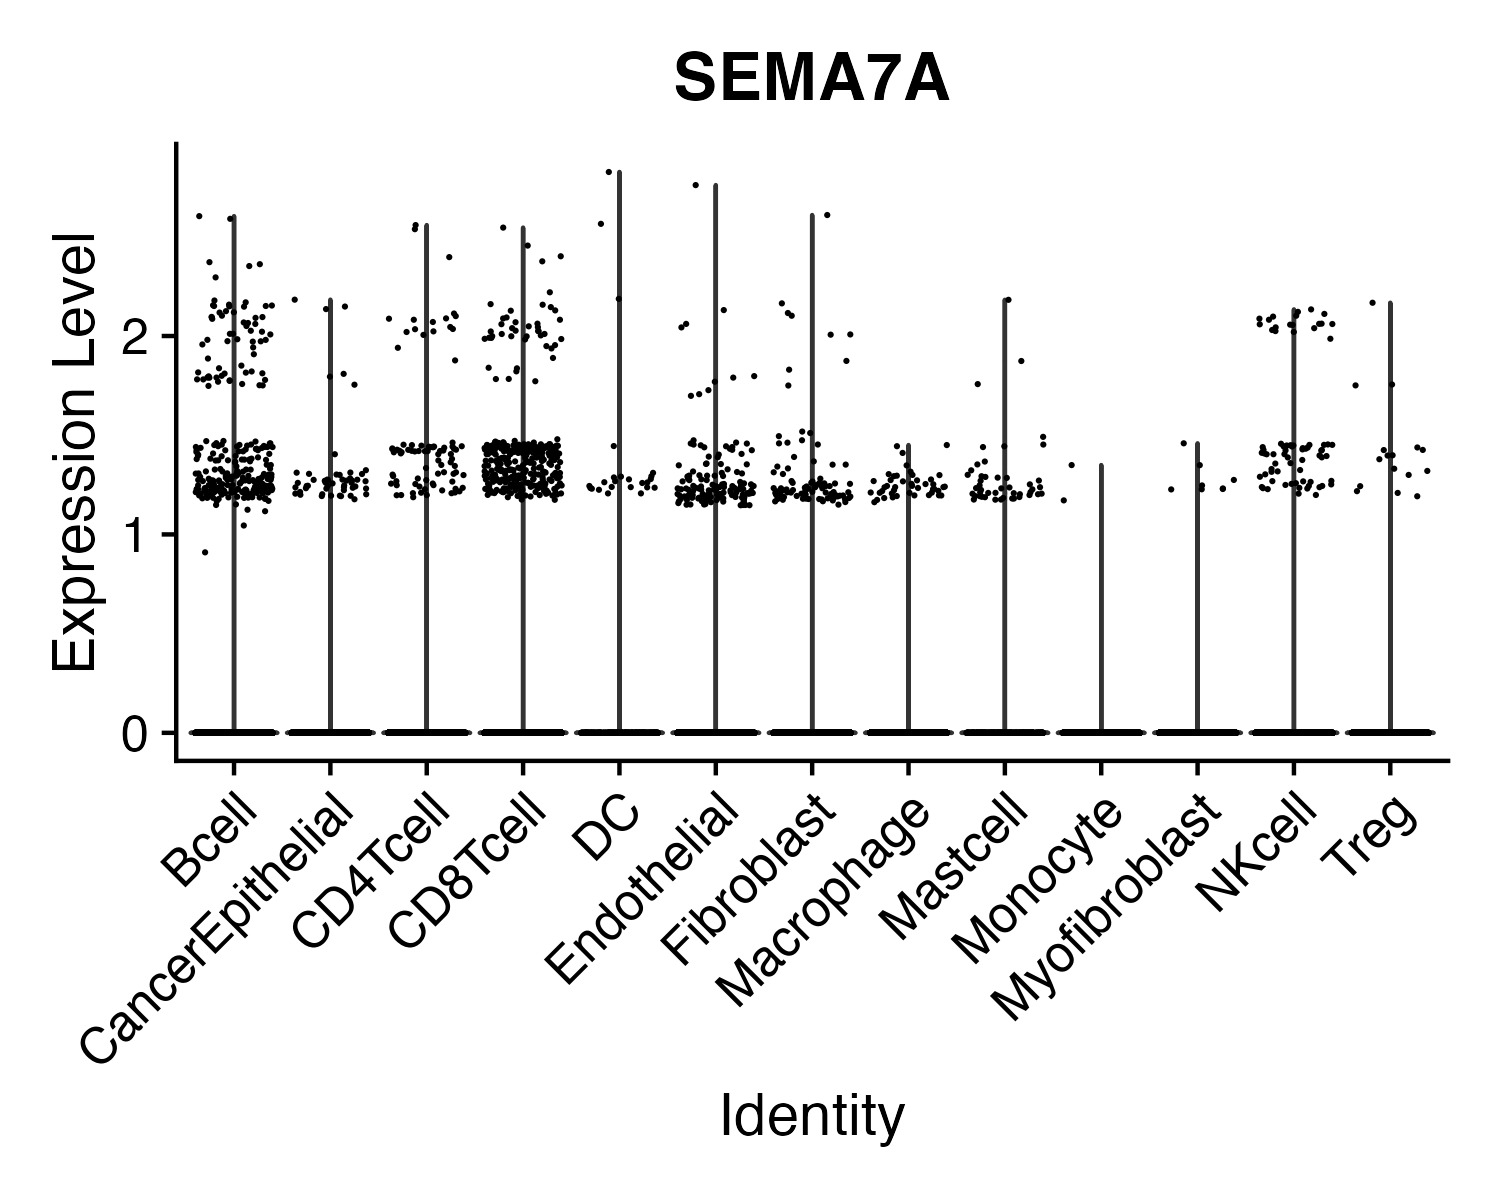 SEMA7A
Expression Level
2
1
0
Bcell
CancerEpithelial
CD4Tcell
CD8Tcell
DC
Endothelial
Fibroblast
Macrophage
Mastcell
Monocyte
Myofibroblast
NKcell
Treg
Identity